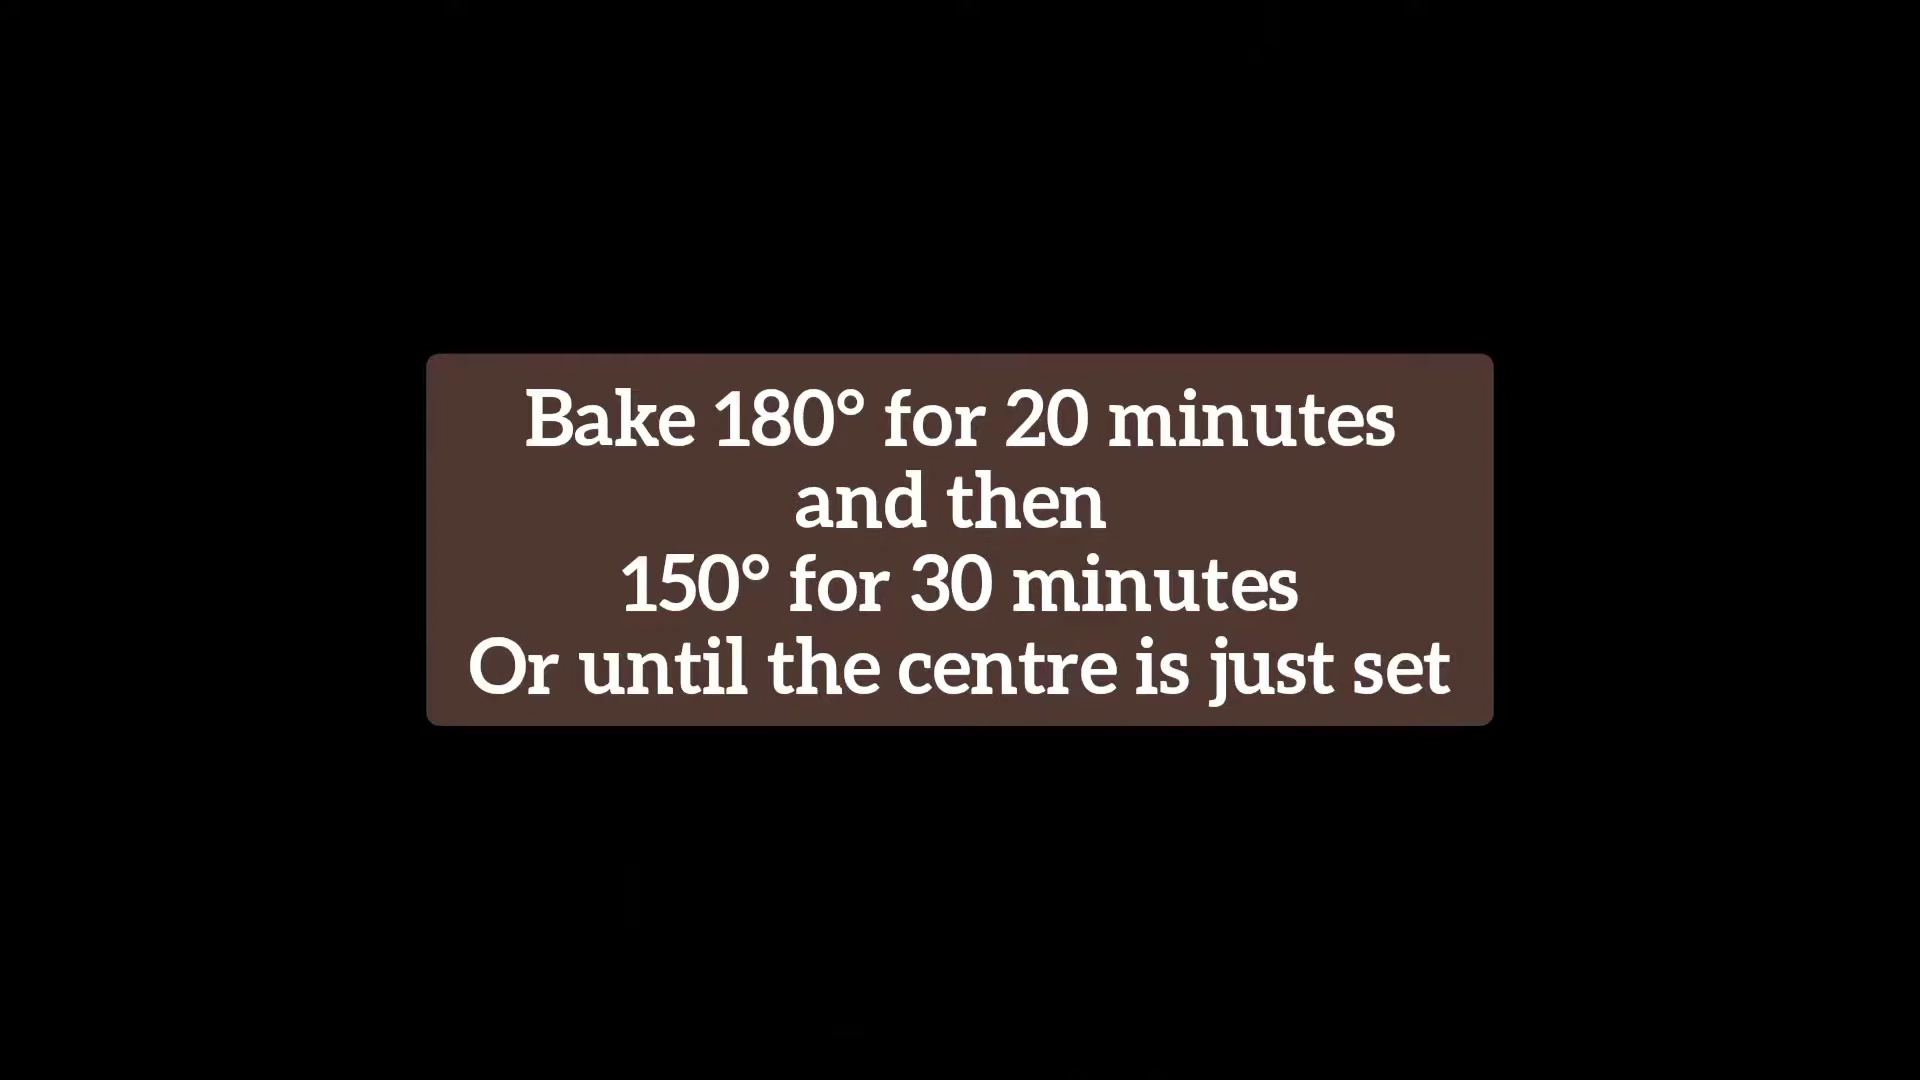 Bake 180° for 20 minutes
and then
150° for 30 minutes
Or until the centre is just set